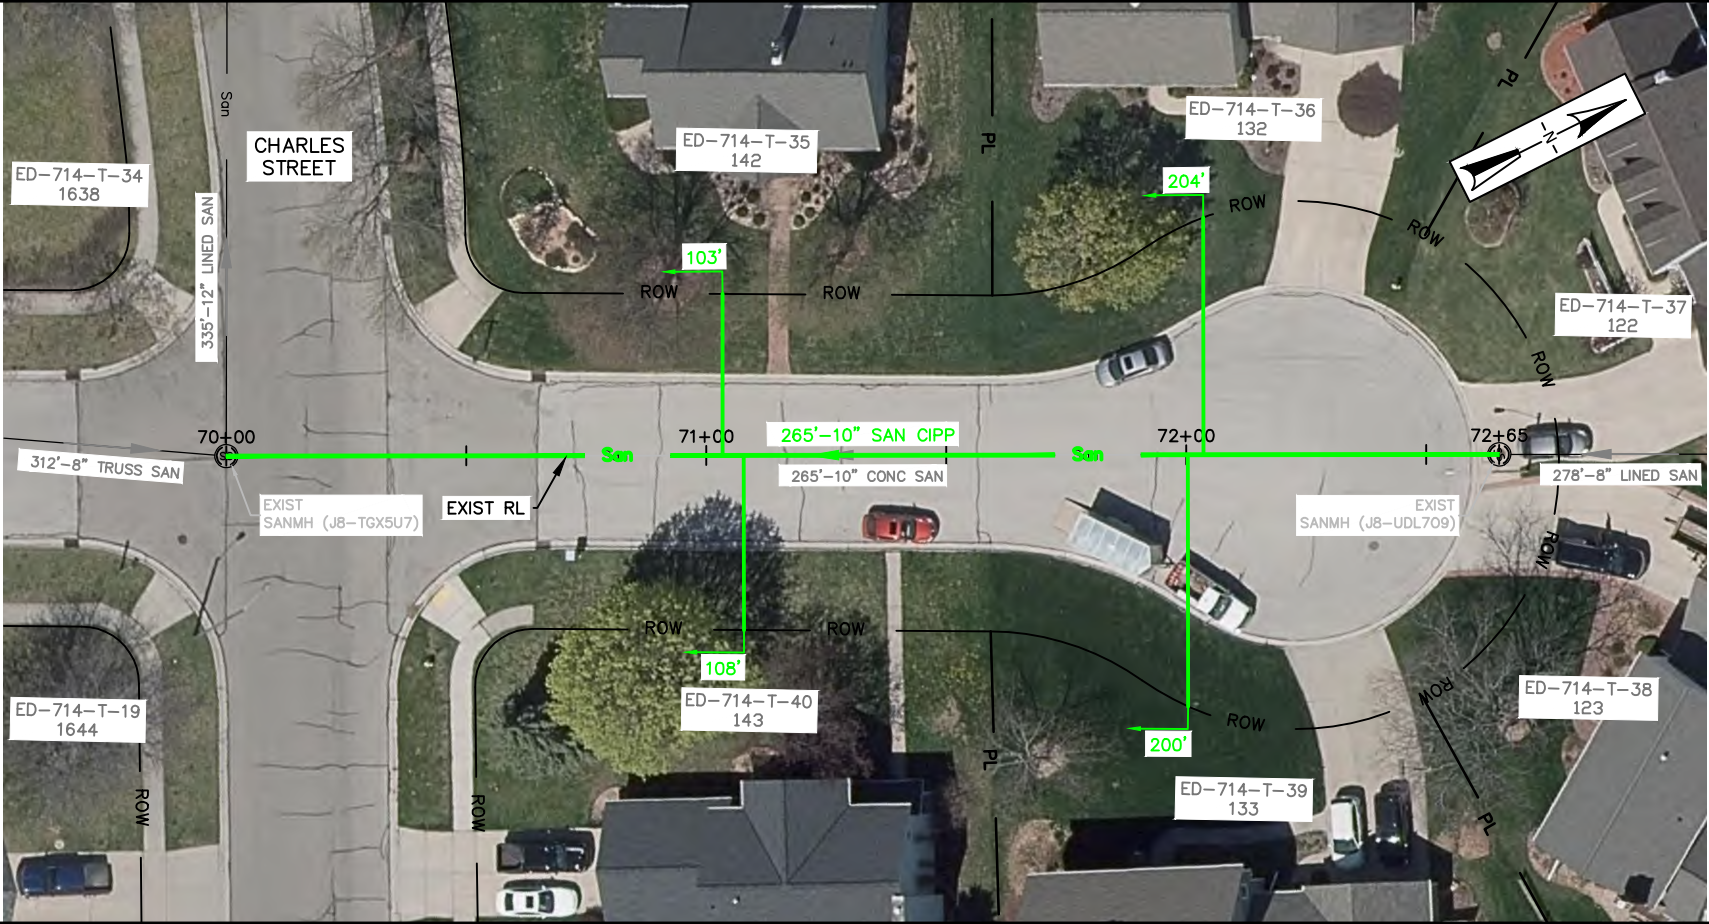 San
CHARLES
STREET
ED-714-T-34
1638
335'-12" LINED SAN
ED-714-T-35
142
PL
ED-714-T-36
132
PL
-N-
204'
ROW
ROW
103'
ROW
ROW
ED-714-T-37
122
ROW
70+00
71+00
72+00
72+65
265'-10" SAN CIPP
San
San
312'-8" TRUSS SAN
265'-10" CONC SAN
278'-8" LINED SAN
EXIST
SANMH (J8-TGX5U7)
EXIST RL
EXIST
SANMH (J8-UDL709)
ROW
ROW
ROW
108'
ED-714-T-40
143
ED-714-T-19
1644
ROW
ROW
PL
200'
ROW
ROW
ED-714-T-38
123
ED-714-T-39
133
PL